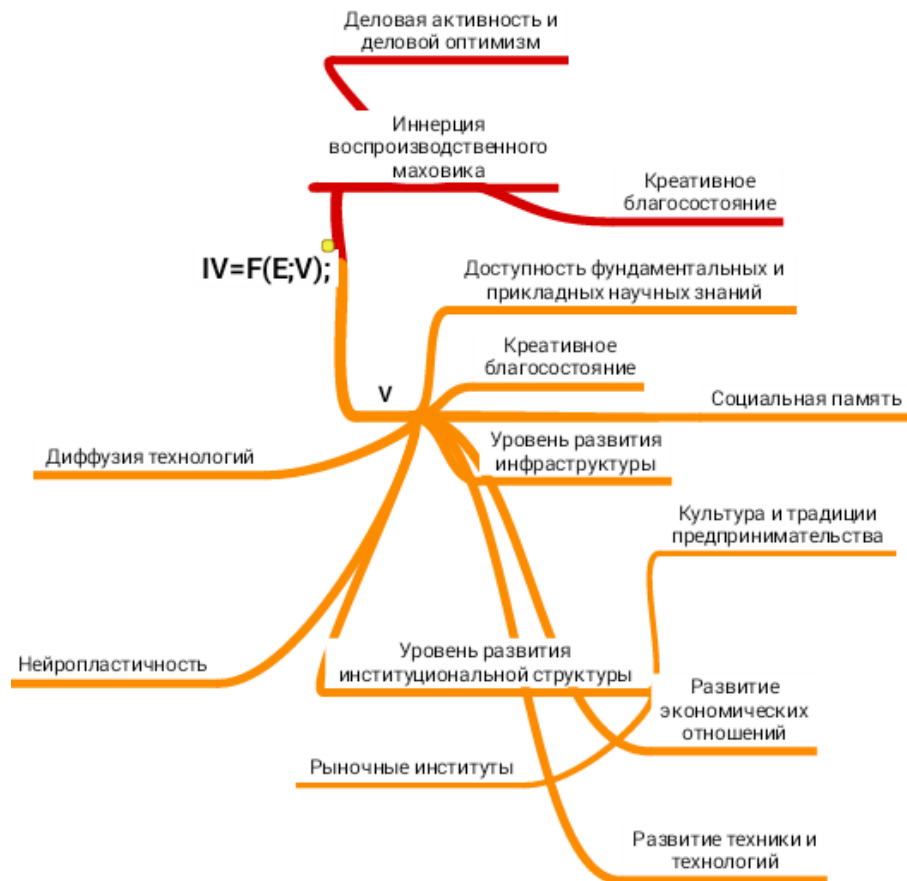 Деловая активность и
деловой оптимизм
Иннерция
воспроизводственного
маховика
Креативное
благосостояние
IV=F(E;V);
Доступность фундаментальных и
прикладных научных знаний
Креативное
благосостояние
V
Социальная память
Уровень развития
инфраструктуры
Диффузия технологий
Культура и традиции
предпринимательства
Уровень развития
институциональной структуры
Нейропластичность
Развитие
экономических
отношений
Рыночные институты
Развитие техники и
технологий